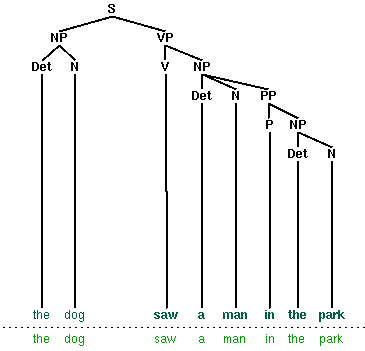 S
NP VP
Det N V NP
Det N PP
P NP
Det N
the dog saw a man in the park
the dog saw a man in the park